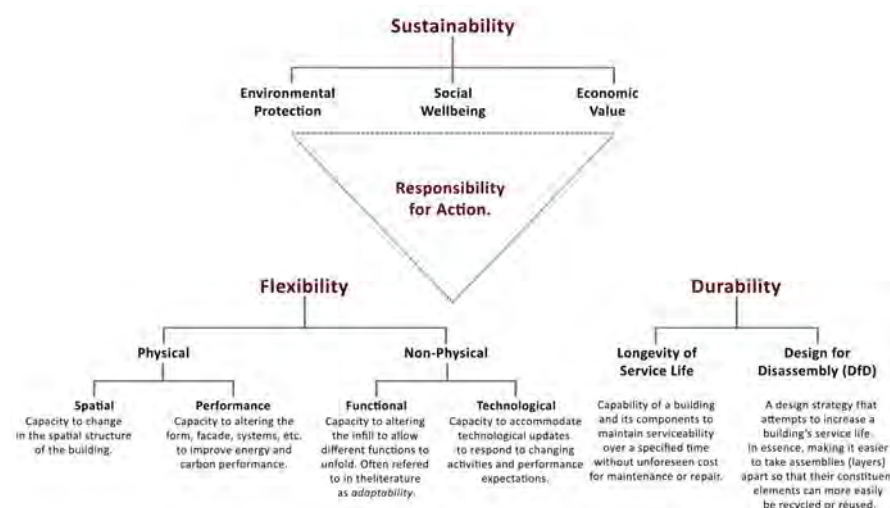 Sustainability
Environmental
Protection
Social
Wellbeing
Economic
Value
Responsibility
for Action.
Flexibility
Durability
Physical
Non-Physical
Longevity of
Service Life
Design for
Disassembly (DfD)
Spatial
Capacity to change
in the spatial structure
of the building.
Performance
Capacity to altering the
form, facade, systems, etc.
to improve energy and
carbon performance.
Functional
Capacity to altering
the infill to allow
different functions to
unfold. Often refered
to in theliterature
as adaptability.
Technological
Capacity to accommodate
technological updates
to respond to changing
activities and performance
expectations.
Capability of a building
and its components to
maintain serviceability
over a specified time
without unforeseen cost
for maintenance or repair.
A design strategy that
attempts to increase a
building's service life.
In essence, making it easier
to take assemblies (layers)
apart so that their constituen
elements can more easily
be recycled or reused.